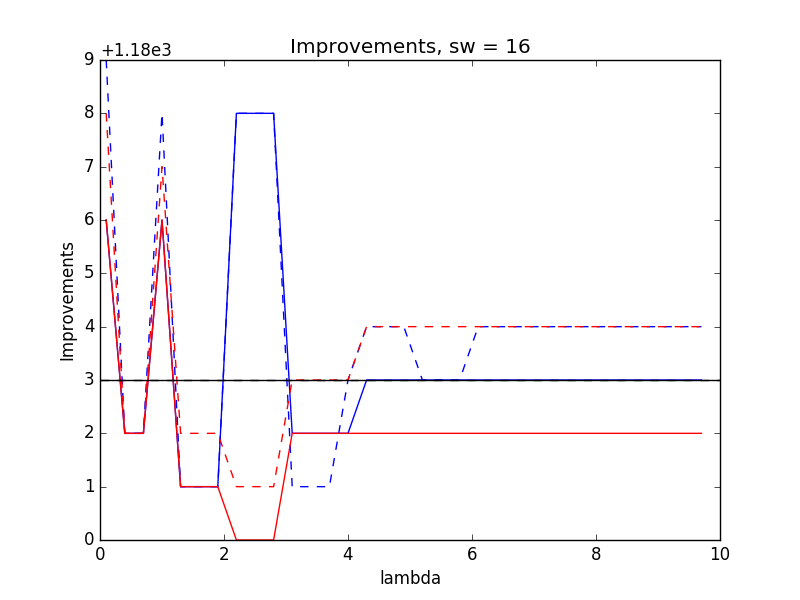 +1.18e3
Improvements, sw = 16
9
8
7
6
5
4
3
2
1
0
Improvements
0 2 4 6 8 10
lambda